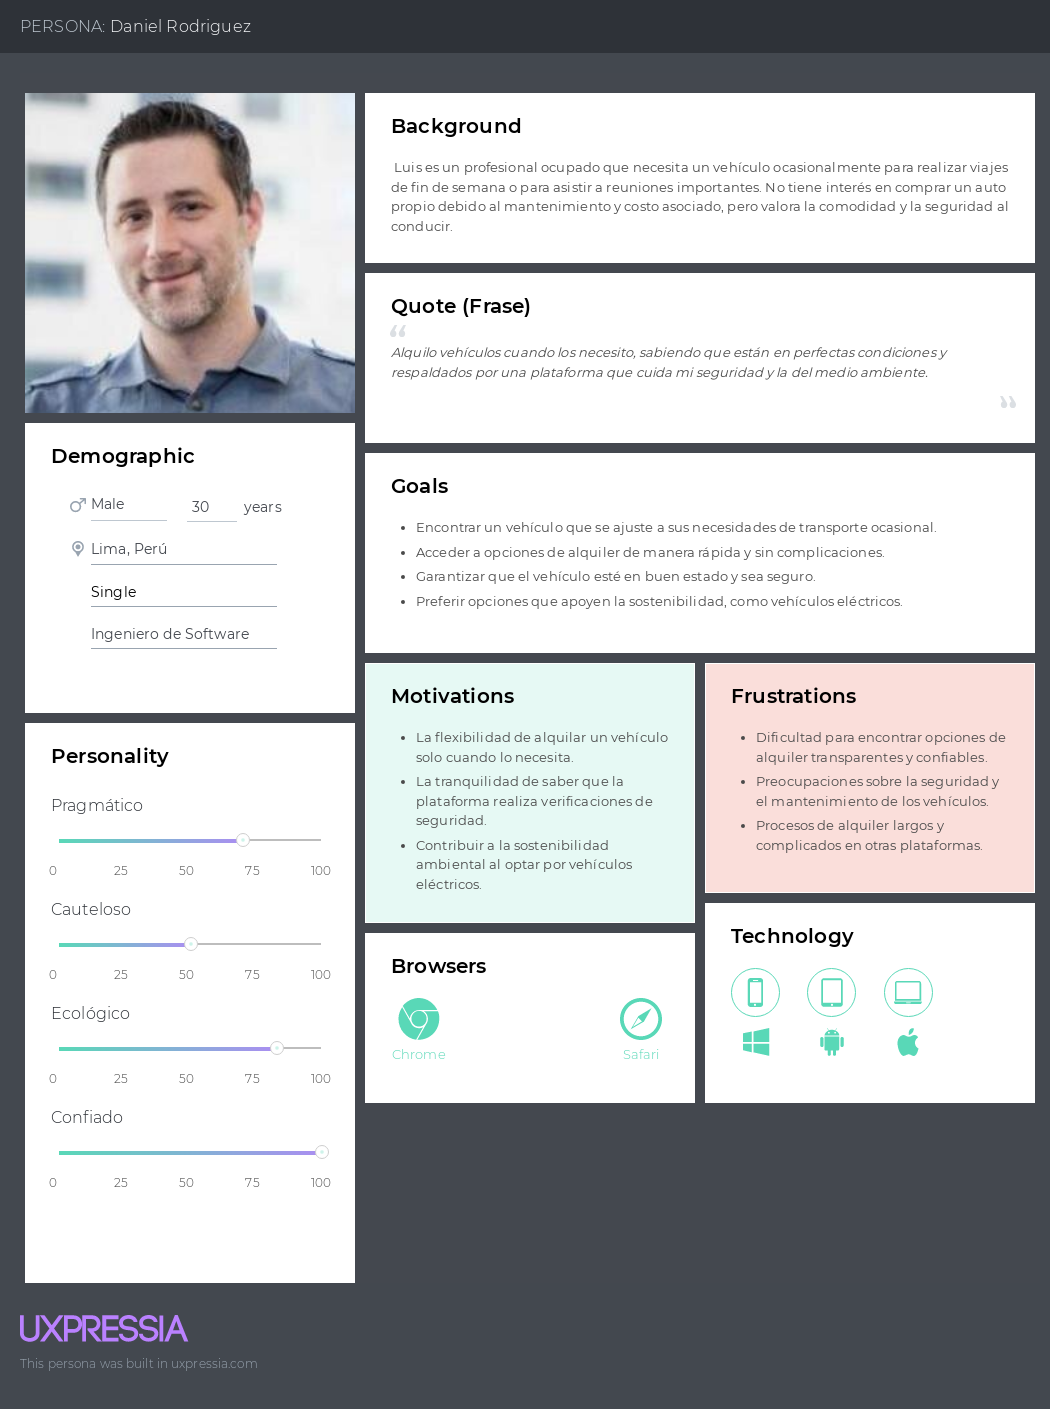 PERSONA: Daniel Rodriguez
Background
Luis es un profesional ocupado que necesita un vehículo ocasionalmente para realizar viajes
de fin de semana o para asistir a reuniones importantes. No tiene interés en comprar un auto
propio debido al mantenimiento y costo asociado, pero valora la comodidad y la seguridad al
conducir.
Quote (Frase)
“
Alquilo vehículos cuando los necesito, sabiendo que están en perfectas condiciones y
respaldados por una plataforma que cuida mi seguridad y la del medio ambiente.
”
Demographic
Male 30 years
Lima, Perú
Single
Ingeniero de Software
Goals
• Encontrar un vehículo que se ajuste a sus necesidades de transporte ocasional.
• Acceder a opciones de alquiler de manera rápida y sin complicaciones.
• Garantizar que el vehículo esté en buen estado y sea seguro.
• Preferir opciones que apoyen la sostenibilidad, como vehículos eléctricos.
Personality
Pragmático
0 25 50 75 100
Cauteloso
0 25 50 75 100
Ecológico
0 25 50 75 100
Confiado
0 25 50 75 100
Motivations
• La flexibilidad de alquilar un vehículo
solo cuando lo necesita.
• La tranquilidad de saber que la
plataforma realiza verificaciones de
seguridad.
• Contribuir a la sostenibilidad
ambiental al optar por vehículos
eléctricos.
Frustrations
• Dificultad para encontrar opciones de
alquiler transparentes y confiables.
• Preocupaciones sobre la seguridad y
el mantenimiento de los vehículos.
• Procesos de alquiler largos y
complicados en otras plataformas.
Browsers
Chrome Safari
Technology
UXPRESSIA
This persona was built in uxpressia.com